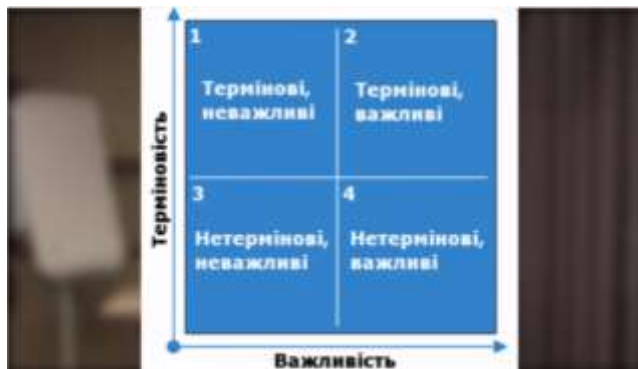 1
Термінові,
неважливі
2
Термінові,
важливі
3
Нетермінові,
неважливі
4
Нетермінові,
важливі
Терміновість
Важливість